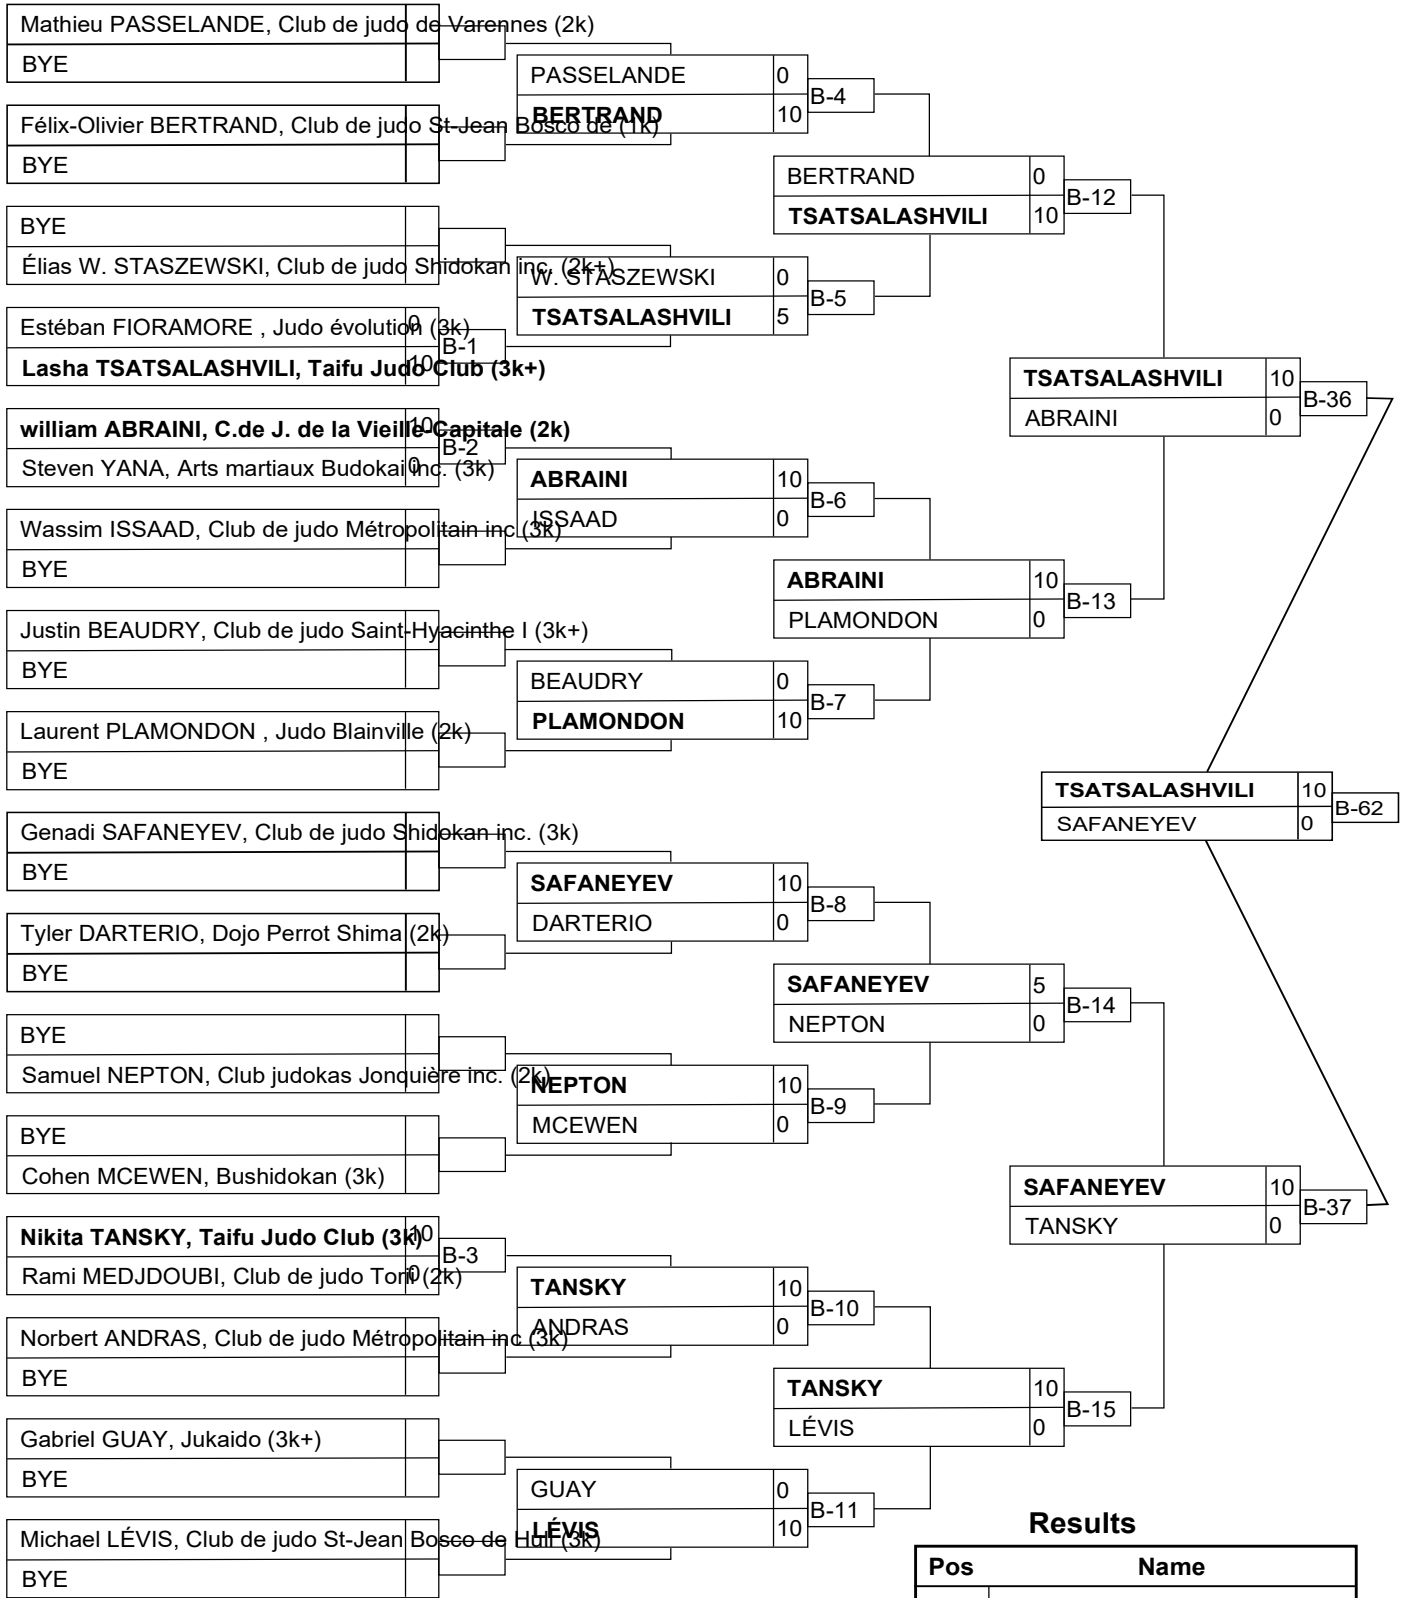 Mathieu PASSELANDE, Club de judo de Varennes (2k)
BYE
Félix-Olivier BERTRAND, Club de judo St-Jean Bosco de (1k)
BYE
BYE
Élias W. STASZEWSKI, Club de judo Shidokan inc. (2k+)
Estéban FIORAMORE , Judo évolution (3k) 0
B-1
Lasha TSATSALASHVILI, Taifu Judo Club (3k+) 10
william ABRAINI, C.de J. de la Vieille-Capitale (2k) 10
B-2
Steven YANA, Arts martiaux Budokai inc. (3k) 0
Wassim ISSAAD, Club de judo Métropolitain inc (3k)
BYE
Justin BEAUDRY, Club de judo Saint-Hyacinthe I (3k+)
BYE
Laurent PLAMONDON , Judo Blainville (2k)
BYE
Genadi SAFANEYEV, Club de judo Shidokan inc. (3k)
BYE
Tyler DARTERIO, Dojo Perrot Shima (2k)
BYE
BYE
Samuel NEPTON, Club judokas Jonquière inc. (2k)
BYE
Cohen MCEWEN, Bushidokan (3k)
Nikita TANSKY, Taifu Judo Club (3k) 10
B-3
Rami MEDJDOUBI, Club de judo Torii (2k) 0
Norbert ANDRAS, Club de judo Métropolitain inc (3k)
BYE
Gabriel GUAY, Jukaido (3k+)
BYE
Michael LÉVIS, Club de judo St-Jean Bosco de Hull (3k)
BYE
PASSELANDE 0
B-4
BERTRAND 10
W. STASZEWSKI 0
B-5
TSATSALASHVILI 5
ABRAINI 10
B-6
ISSAAD 0
BEAUDRY 0
B-7
PLAMONDON 10
SAFANEYEV 10
B-8
DARTERIO 0
NEPTON 10
B-9
MCEWEN 0
TANSKY 10
B-10
ANDRAS 0
GUAY 0
B-11
LÉVIS 10
BERTRAND 0
B-12
TSATSALASHVILI 10
ABRAINI 10
B-13
PLAMONDON 0
SAFANEYEV 5
B-14
NEPTON 0
TANSKY 10
B-15
LÉVIS 0
TSATSALASHVILI 10
B-36
ABRAINI 0
SAFANEYEV 10
B-37
TANSKY 0
TSATSALASHVILI 10
B-62
SAFANEYEV 0
Results
Pos Name